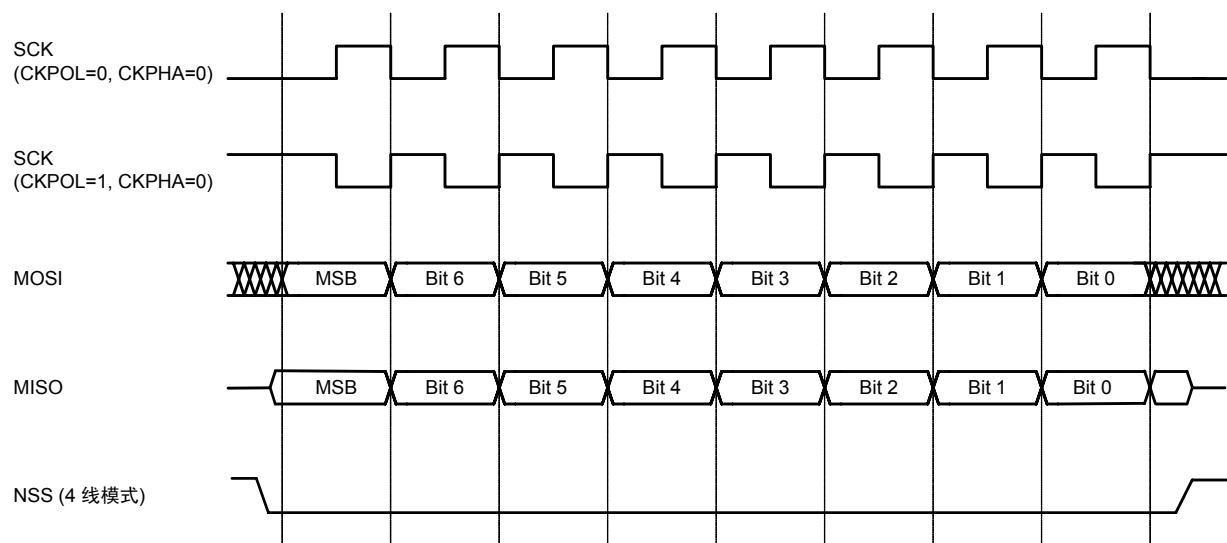 SCK
(CKPOL=0, CKPHA=0)
SCK
(CKPOL=1, CKPHA=0)
MOSI
MSB Bit 6 Bit 5 Bit 4 Bit 3 Bit 2 Bit 1 Bit 0
MISO
MSB Bit 6 Bit 5 Bit 4 Bit 3 Bit 2 Bit 1 Bit 0
NSS (4 线模式)